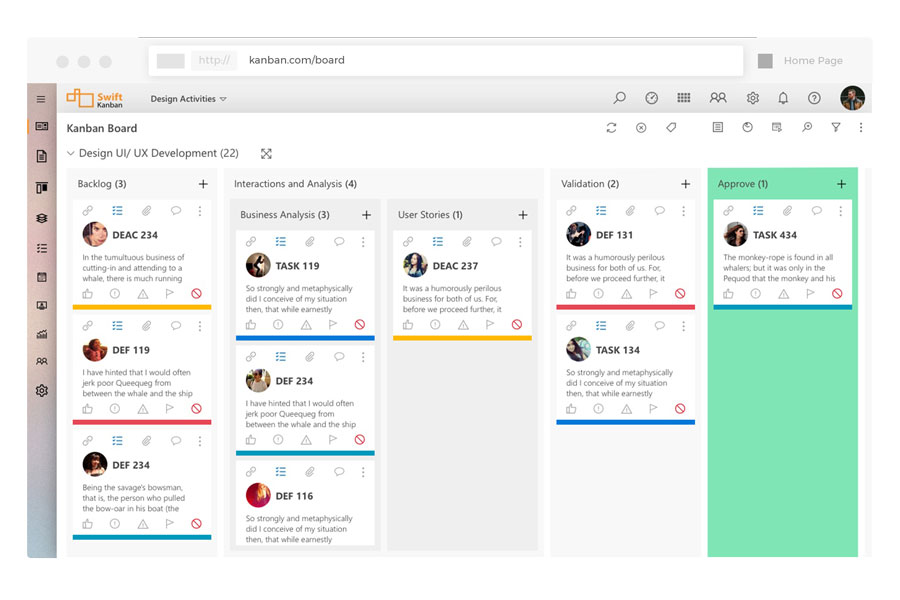 http://
kanban.com/board
Home Page
Swift
Kanban
Design Activities
Kanban Board
Design UI/ UX Development (22)
Backlog (3)
DEAC 234
In the tumultuous business of
cutting-in and attending to a
whale, there is much running
DEF 119
I have hinted that I would often
jerk poor Queequeg from
between the whale and the ship
DEF 234
Being the savage's bowsman,
that is, the person who pulled
the bow-oar in his boat (the
Interactions and Analysis (4)
Business Analysis (3)
TASK 119
So strongly and metaphysically
did I conceive of my situation
then, that while earnestly
DEF 234
I have hinted that I would often
jerk poor Queequeg from
between the whale and the ship
DEF 116
So strongly and metaphysically
did I conceive of my situation
then, that while earnestly
User Stories (1)
DEAC 237
It was a humorously perilous
business for both of us. For,
before we proceed further, it
Validation (2)
DEF 131
It was a humorously perilous
business for both of us. For,
before we proceed further, it
TASK 134
So strongly and metaphysically
did I conceive of my situation
then, that while earnestly
Approve (1)
TASK 434
The monkey-rope is found in all
whalers; but it was only in the
Pequod that the monkey and his